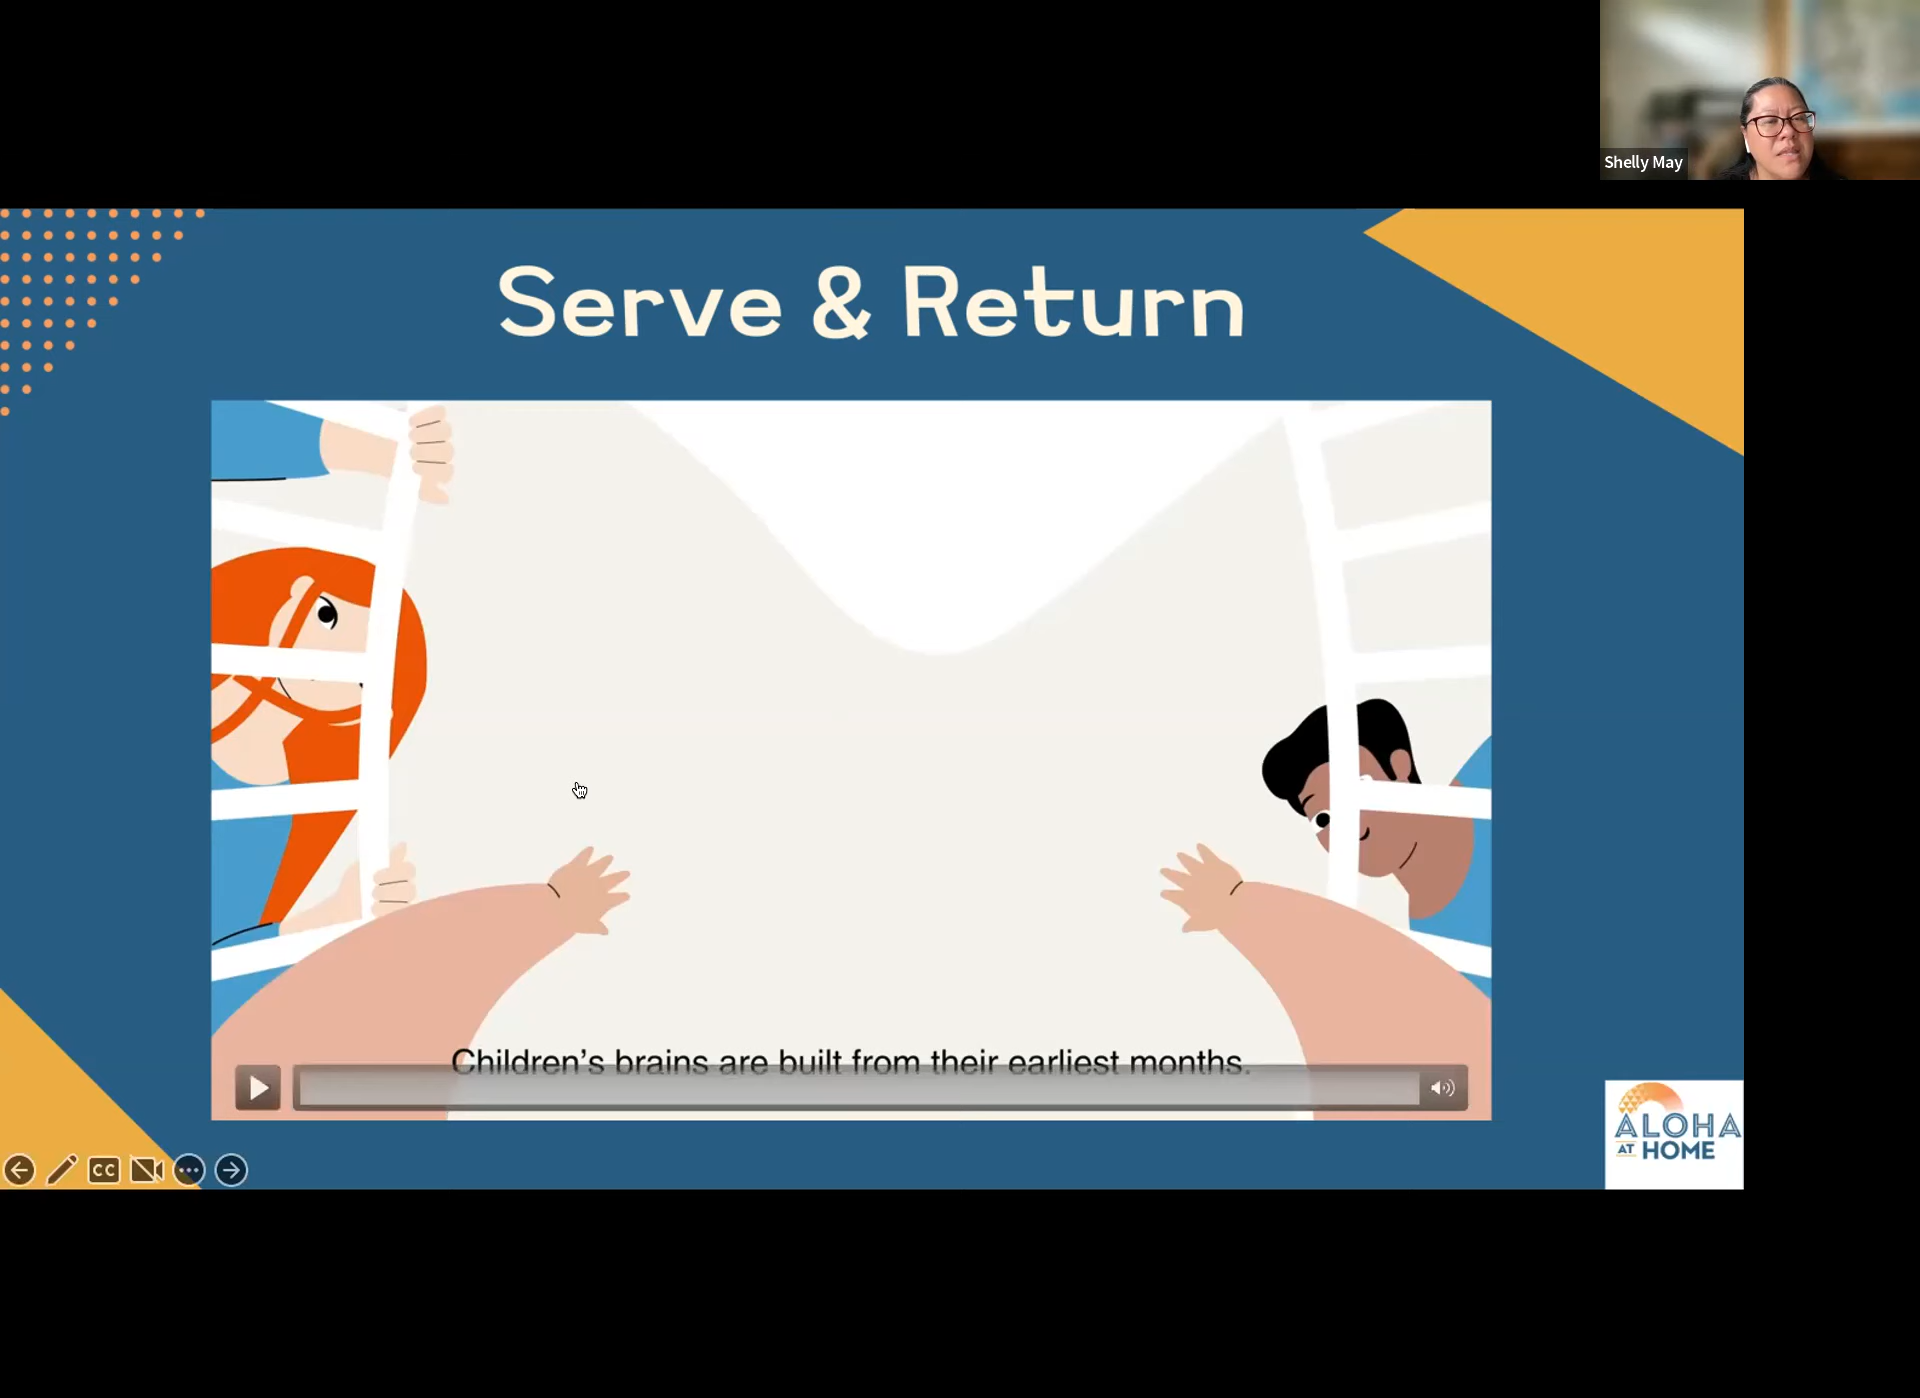 Shelly May
Serve & Return
Children's brains are built from their earliest months.
CC
ALOHA
AT HOME